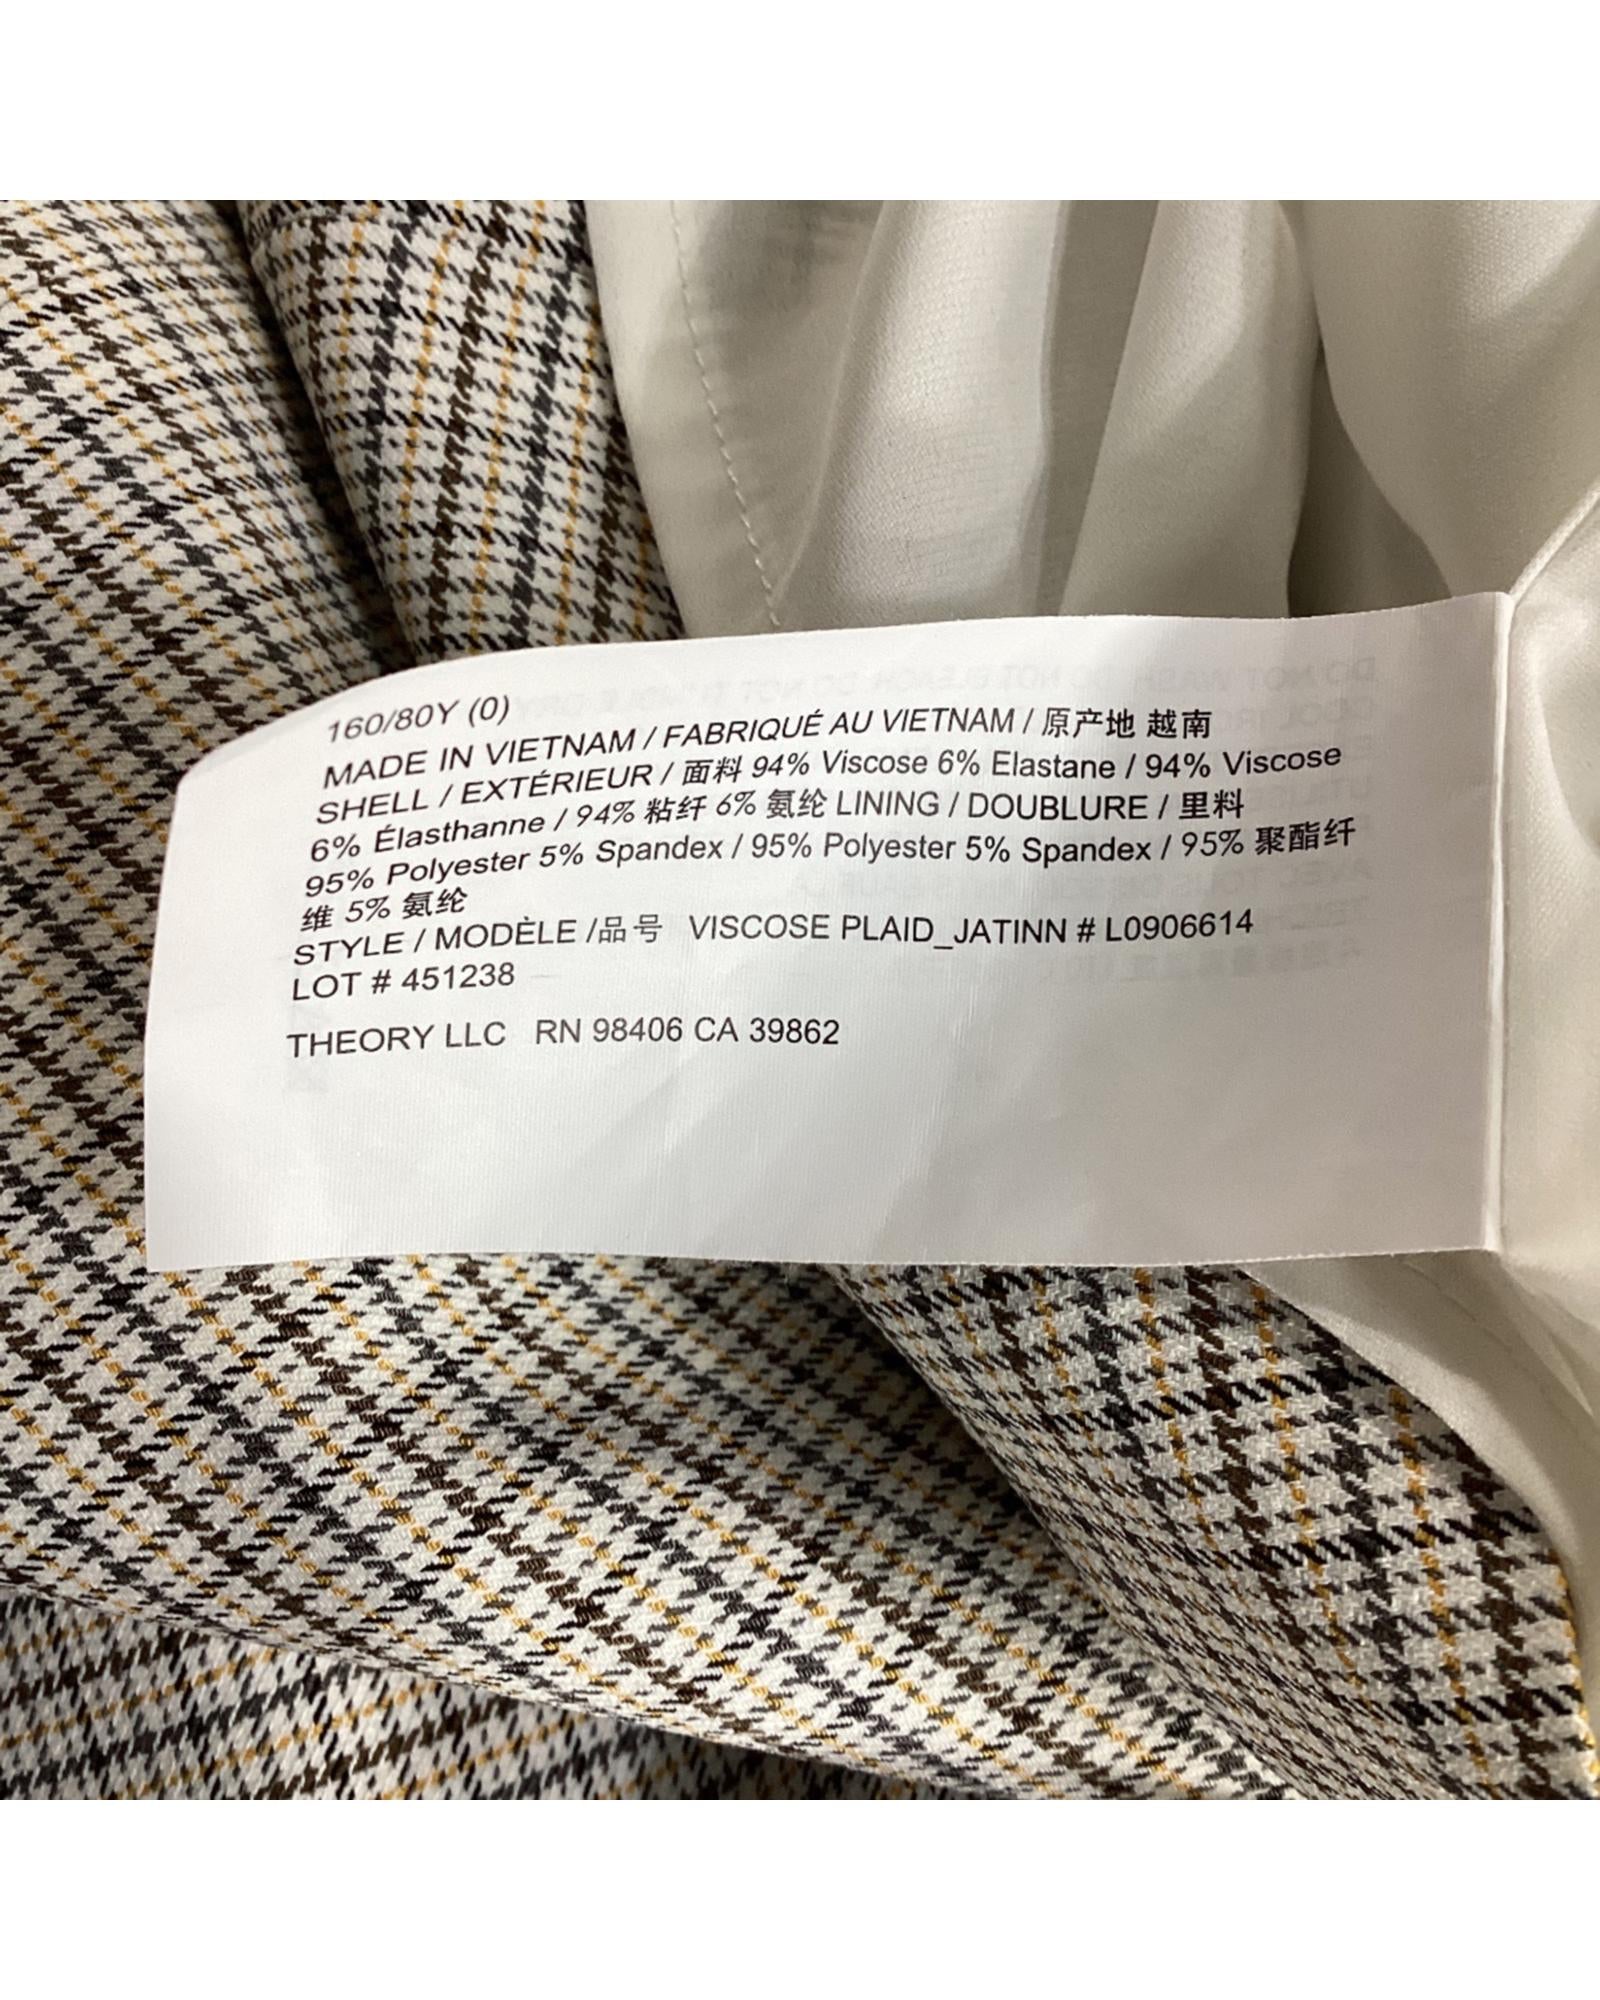 160/80Y (0)
MADE IN VIETNAM / FABRIQUÉ AU VIETNAM / 原产地 越南
SHELL / EXTÉRIEUR / 面料 94% Viscose 6% Elastane / 94% Viscose
6% Élasthanne / 94% 粘纤 6% 氨纶 LINING / DOUBLURE / 里料
95% Polyester 5% Spandex / 95% Polyester 5% Spandex / 95% 聚酯纤
维 5% 氨纶
STYLE / MODÈLE /品号 VISCOSE PLAID_JATINN # L0906614
LOT # 451238
THEORY LLC RN 98406 CA 39862